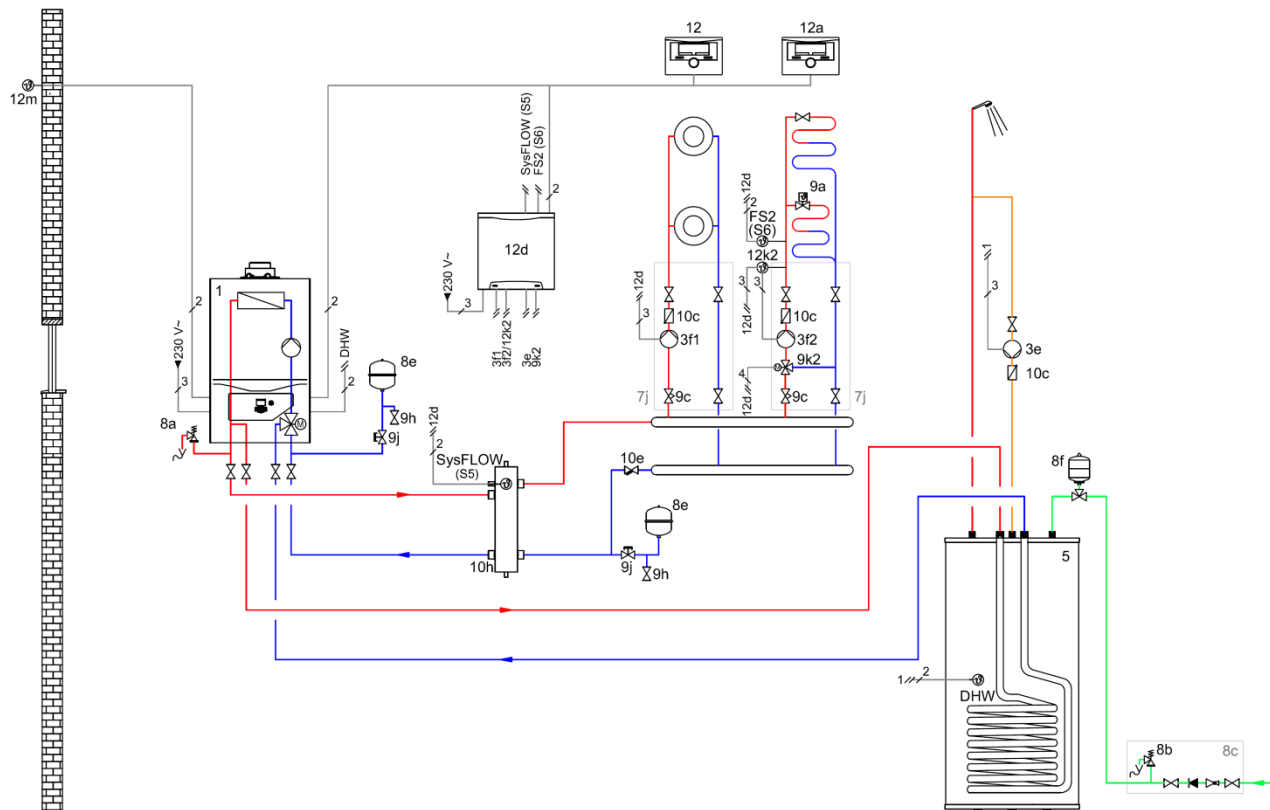 12
12a
12m
SysFLOW (S5)
FS2 (S6)
2
2
2
12d
230 V~
3
3f1
3f2/12k2
3e
9k2
1
230 V~
3
M
DHW
2
8a
8e
9h
9j
12d
2
SysFLOW
(S5)
10h
10e
8e
9j
9h
12d
3
10c
3f1
9c
7j
12d
2
FS2
(S6)
12k2
9a
3
12d
3
10c
3f2
9k2
M
4
12d
9c
7j
1
3
3e
10c
8f
5
1
2
DHW
8b
8c